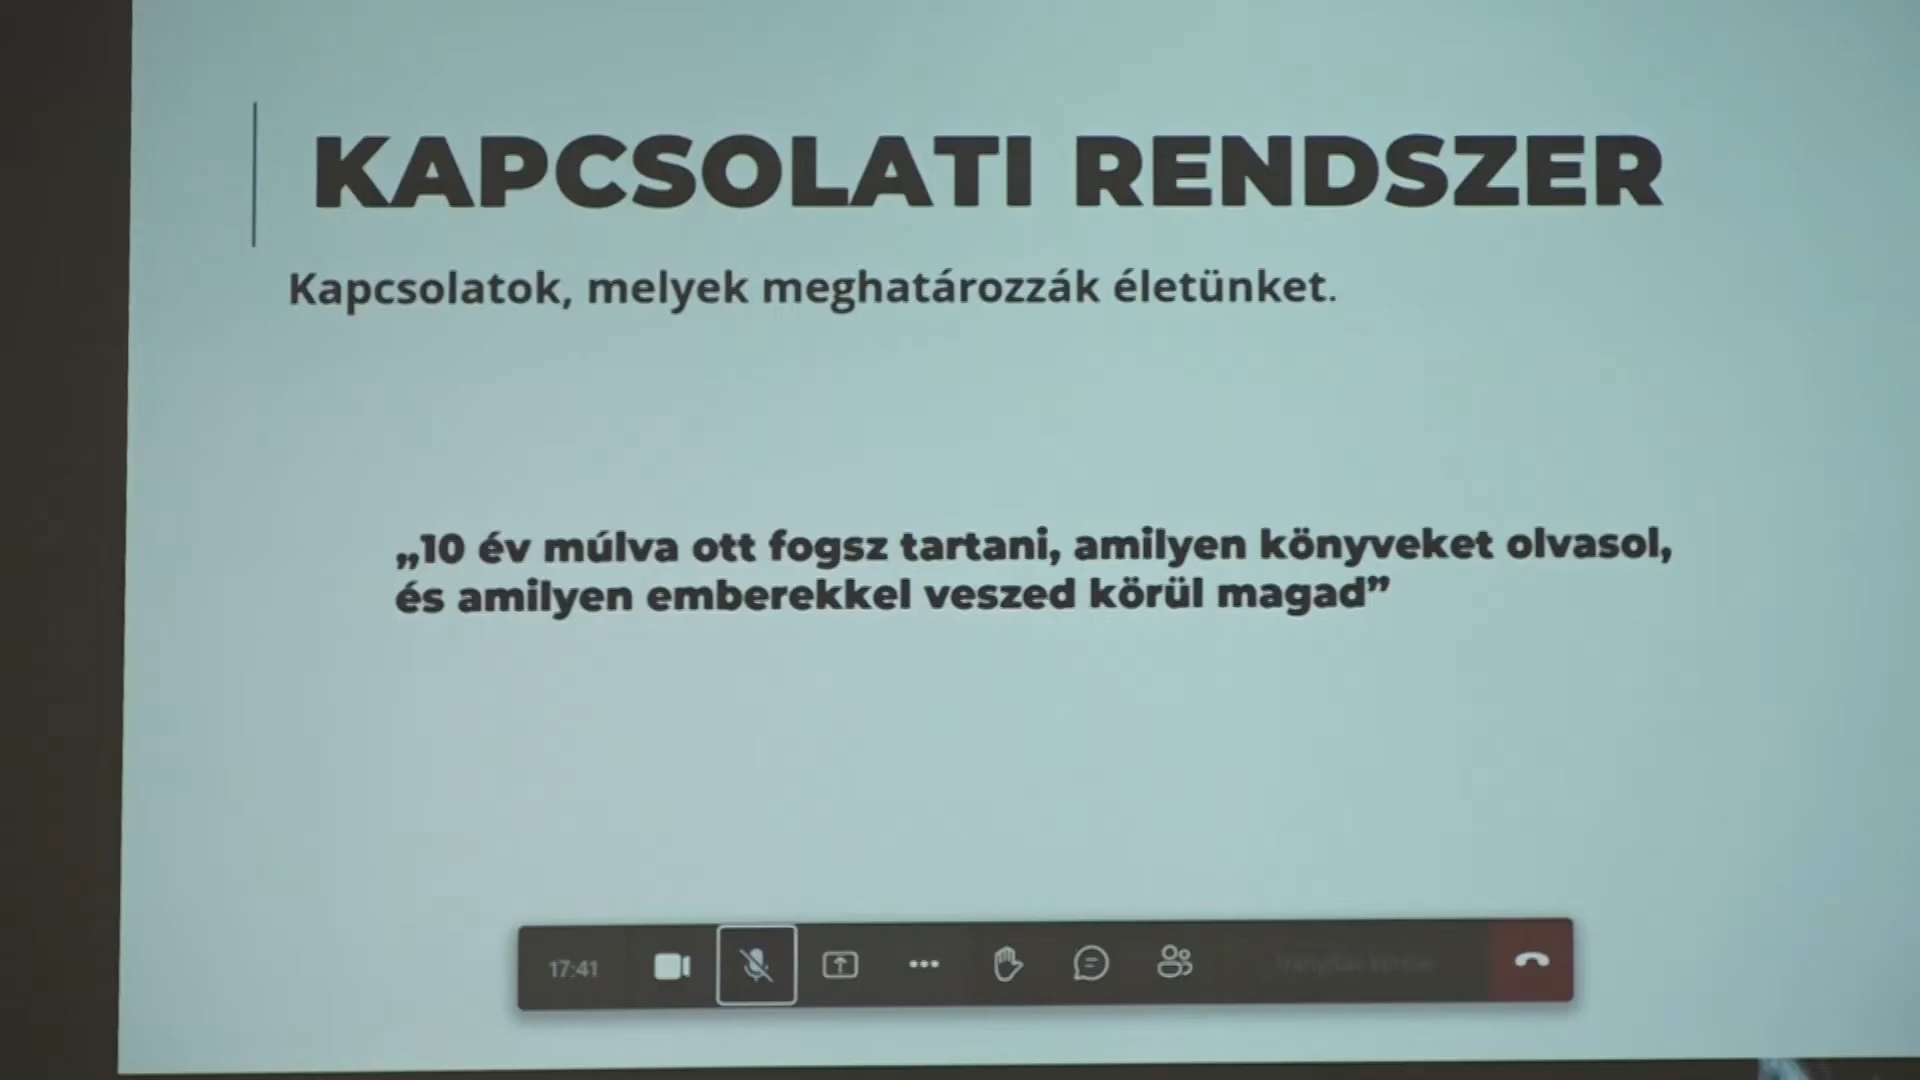 KAPCSOLATI RENDSZER
Kapcsolatok, melyek meghatározzák életünket.
„10 év múlva ott fogsz tartani, amilyen könyveket olvasol,
és amilyen emberekkel veszed körül magad”
17:41